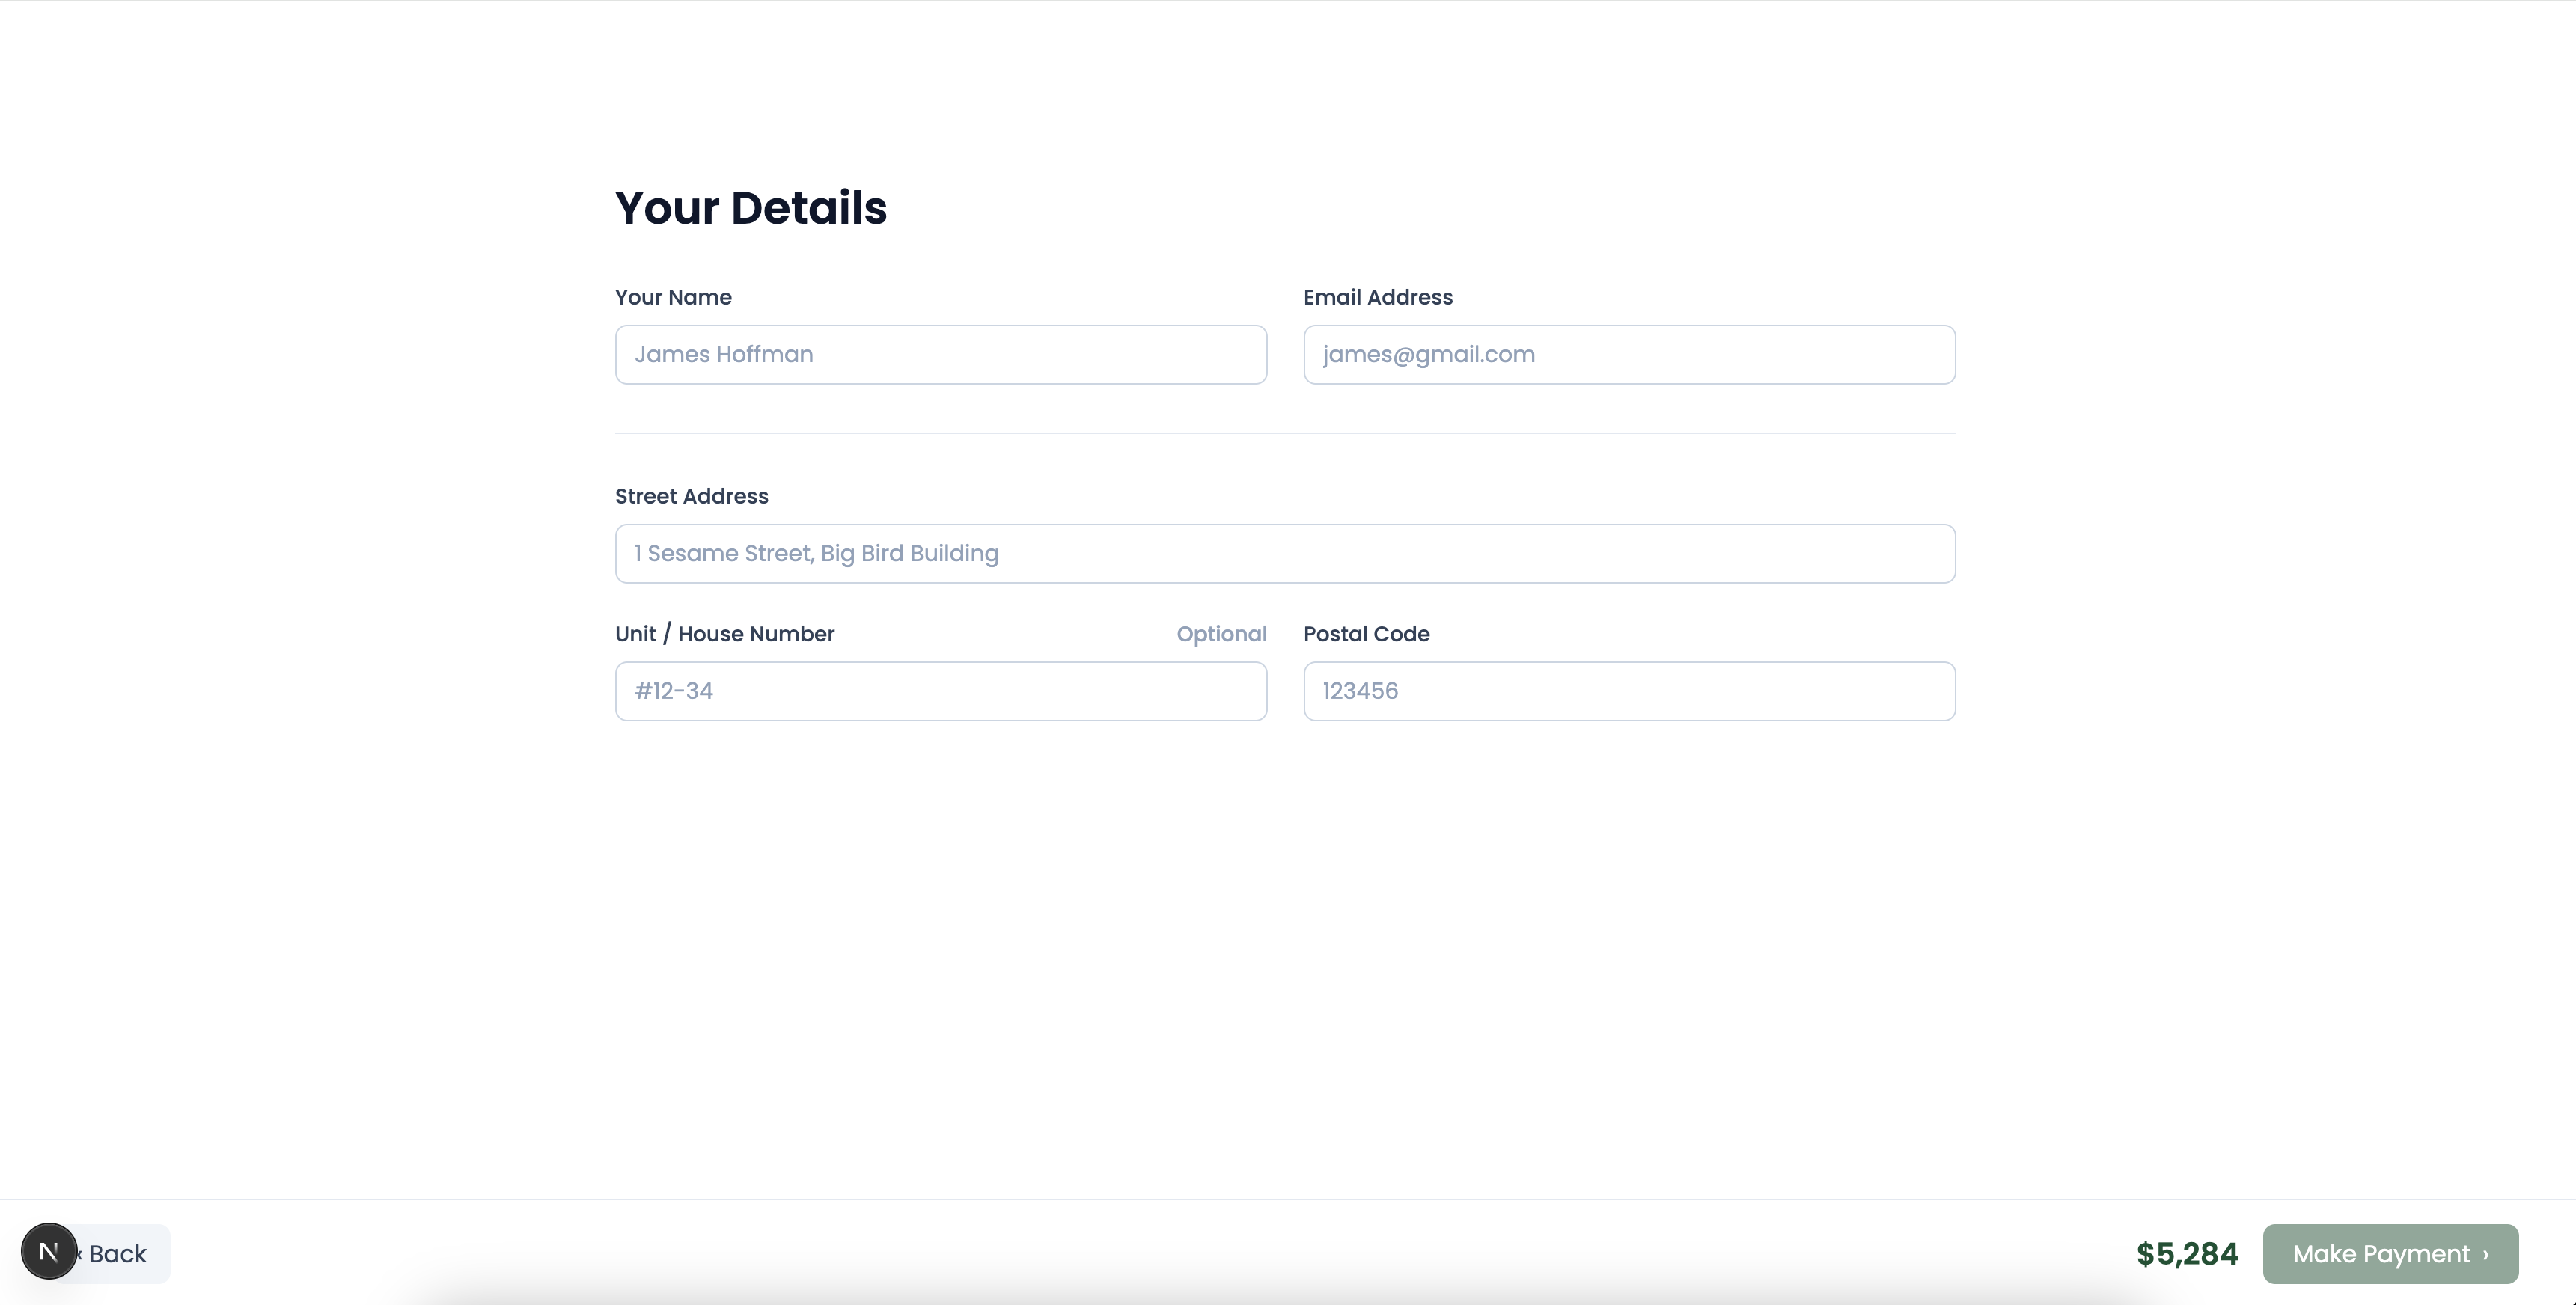 Your Details
Your Name
Email Address
James Hoffman
james@gmail.com
Street Address
1 Sesame Street, Big Bird Building
Unit / House Number
Optional
Postal Code
#12-34
123456
N
‹ Back
$5,284
Make Payment ›